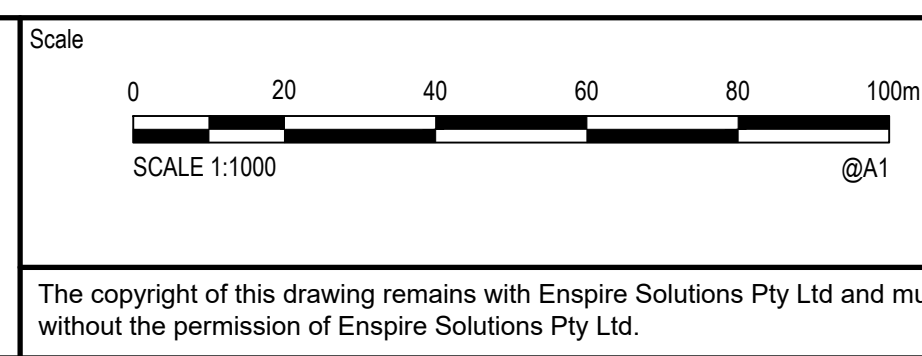 Scale
0 20 40 60 80 100m
SCALE 1:1000 @A1
The copyright of this drawing remains with Enspire Solutions Pty Ltd and
without the permission of Enspire Solutions Pty Ltd.